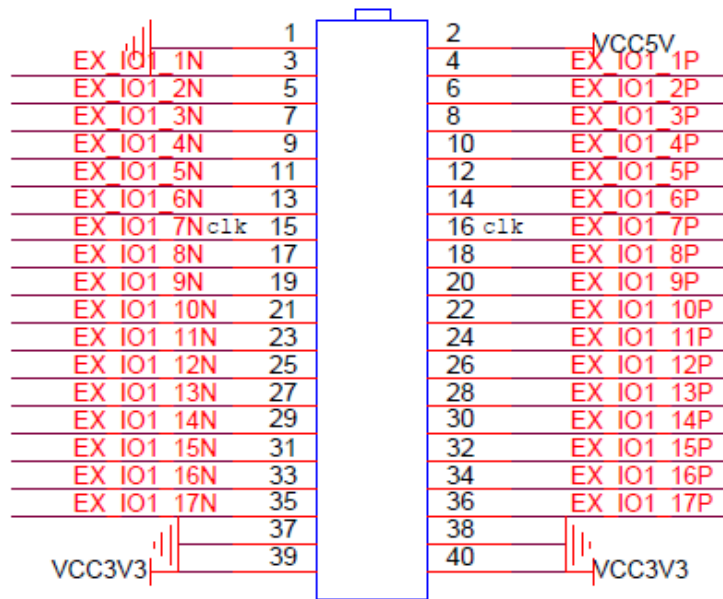 1 2 VCC5V
EX_IO1_1N 3 4 EX_IO1_1P
EX_IO1_2N 5 6 EX_IO1_2P
EX_IO1_3N 7 8 EX_IO1_3P
EX_IO1_4N 9 10 EX_IO1_4P
EX_IO1_5N 11 12 EX_IO1_5P
EX_IO1_6N 13 14 EX_IO1_6P
EX_IO1_7N clk 15 16 clk EX_IO1_7P
EX_IO1_8N 17 18 EX_IO1_8P
EX_IO1_9N 19 20 EX_IO1_9P
EX_IO1_10N 21 22 EX_IO1_10P
EX_IO1_11N 23 24 EX_IO1_11P
EX_IO1_12N 25 26 EX_IO1_12P
EX_IO1_13N 27 28 EX_IO1_13P
EX_IO1_14N 29 30 EX_IO1_14P
EX_IO1_15N 31 32 EX_IO1_15P
EX_IO1_16N 33 34 EX_IO1_16P
EX_IO1_17N 35 36 EX_IO1_17P
37 38
VCC3V3 39 40 VCC3V3